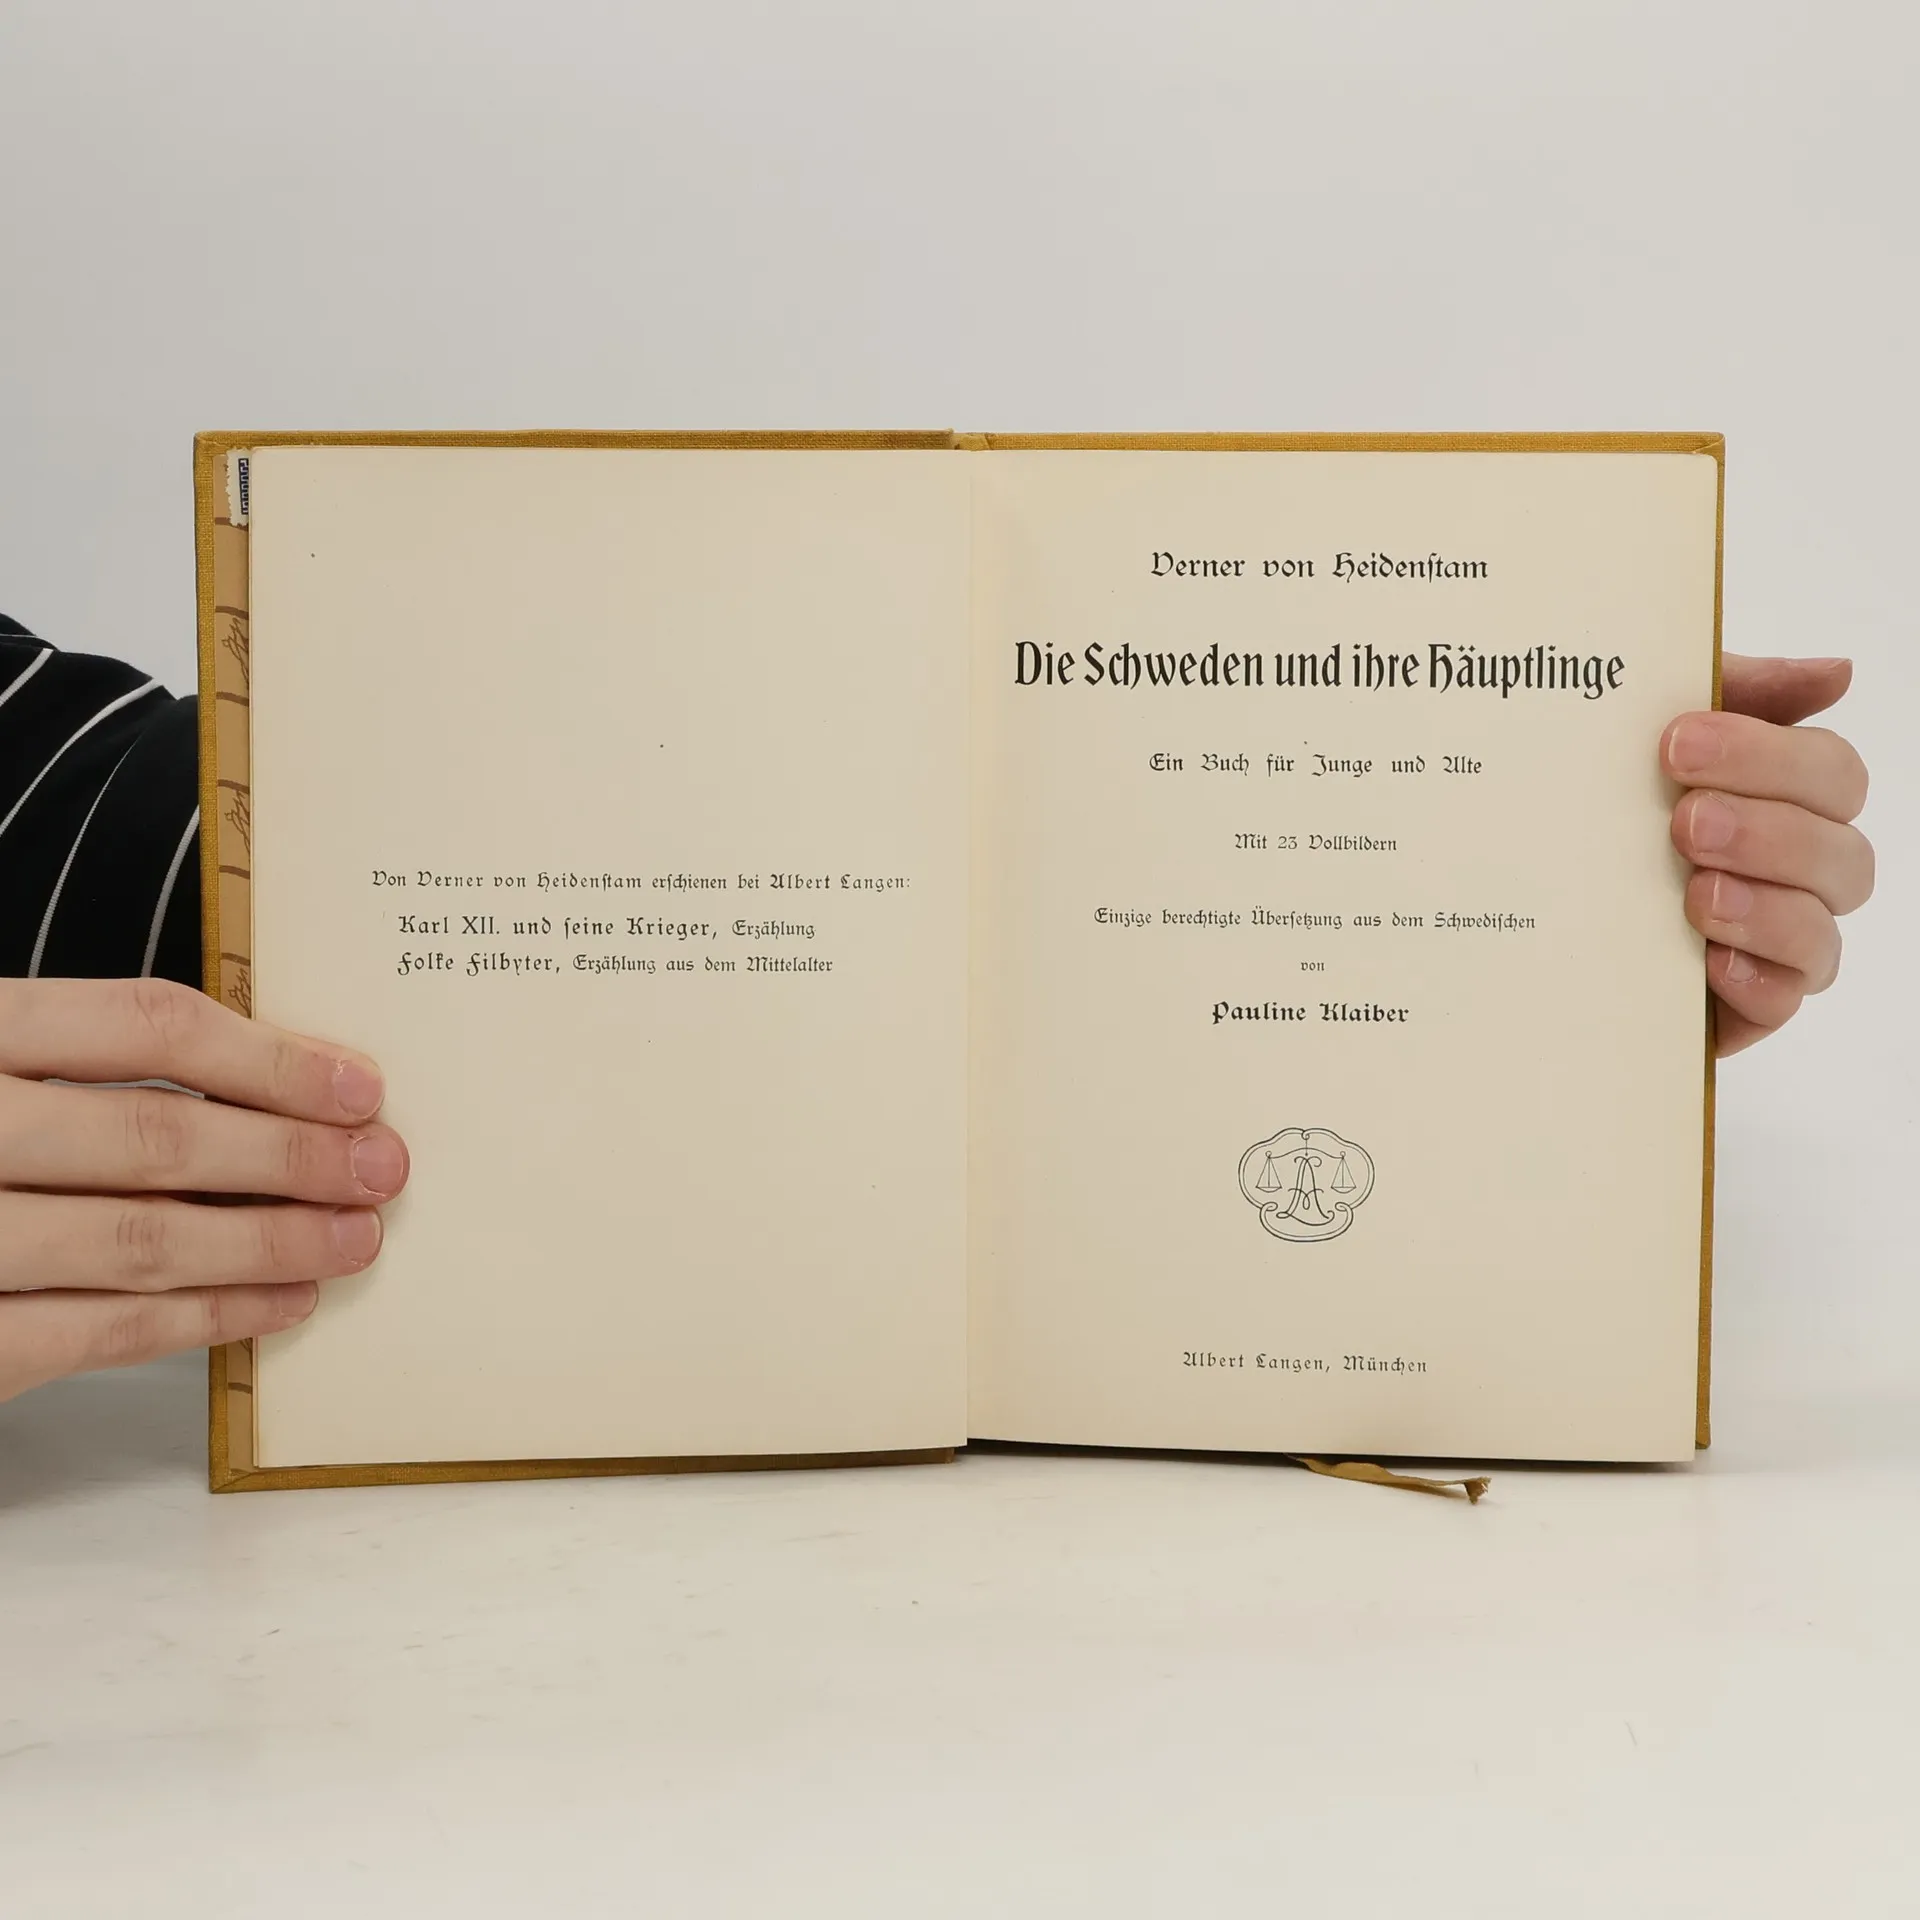 Von Verner von Heidenſtam erſchienen bei Albert Langen:
Karl XII. und ſeine Krieger, Erzählung
Folke Filbyter, Erzählung aus dem Mittelalter
Verner von Heidenſtam
Die Schweden und ihre Häuptlinge
Ein Buch für Junge und Alte
Mit 23 Vollbildern
Einzige berechtigte Überſetzung aus dem Schwediſchen
von
Pauline Klaiber
AL
Albert Langen, München